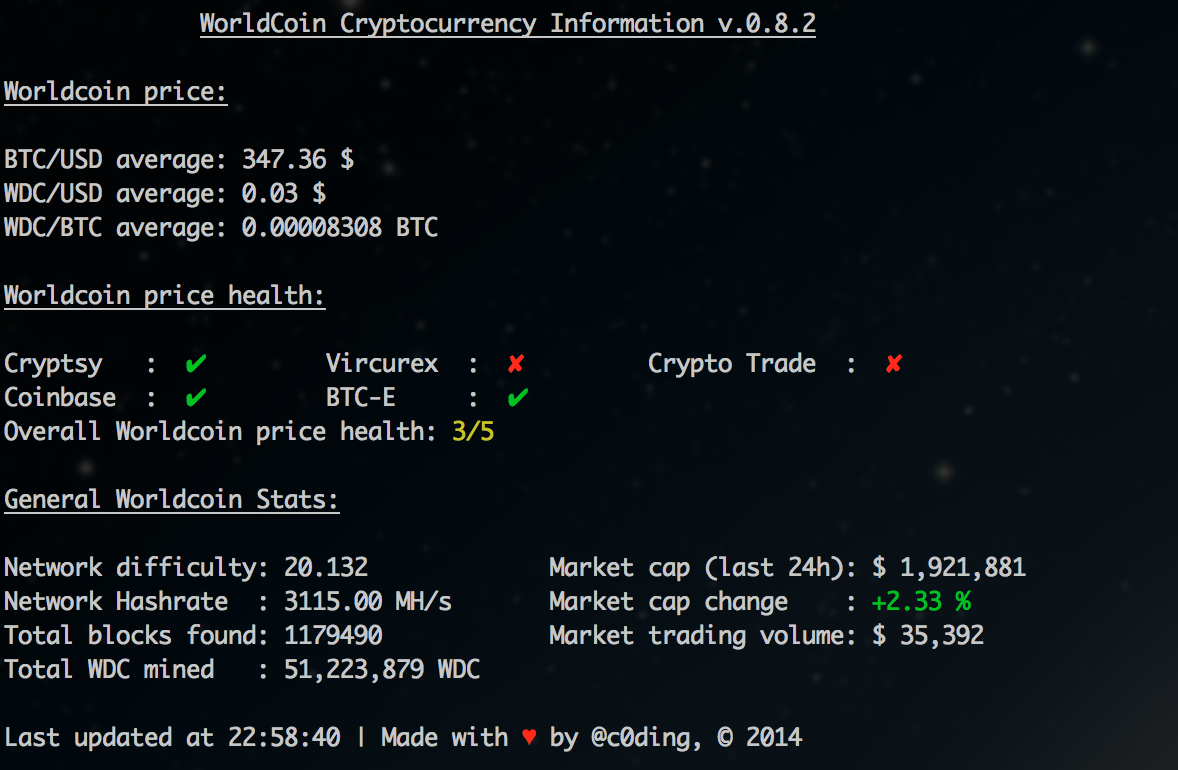 WorldCoin Cryptocurrency Information v.0.8.2
Worldcoin price:
BTC/USD average: 347.36 $
WDC/USD average: 0.03 $
WDC/BTC average: 0.00008308 BTC
Worldcoin price health:
Cryptsy : ✔ Vircurex : ✘ Crypto Trade : ✘
Coinbase : ✔ BTC-E : ✔
Overall Worldcoin price health: 3/5
General Worldcoin Stats:
Network difficulty: 20.132 Market cap (last 24h): $ 1,921,881
Network Hashrate : 3115.00 MH/s Market cap change : +2.33 %
Total blocks found: 1179490 Market trading volume: $ 35,392
Total WDC mined : 51,223,879 WDC
Last updated at 22:58:40 | Made with ♥ by @c0ding, © 2014